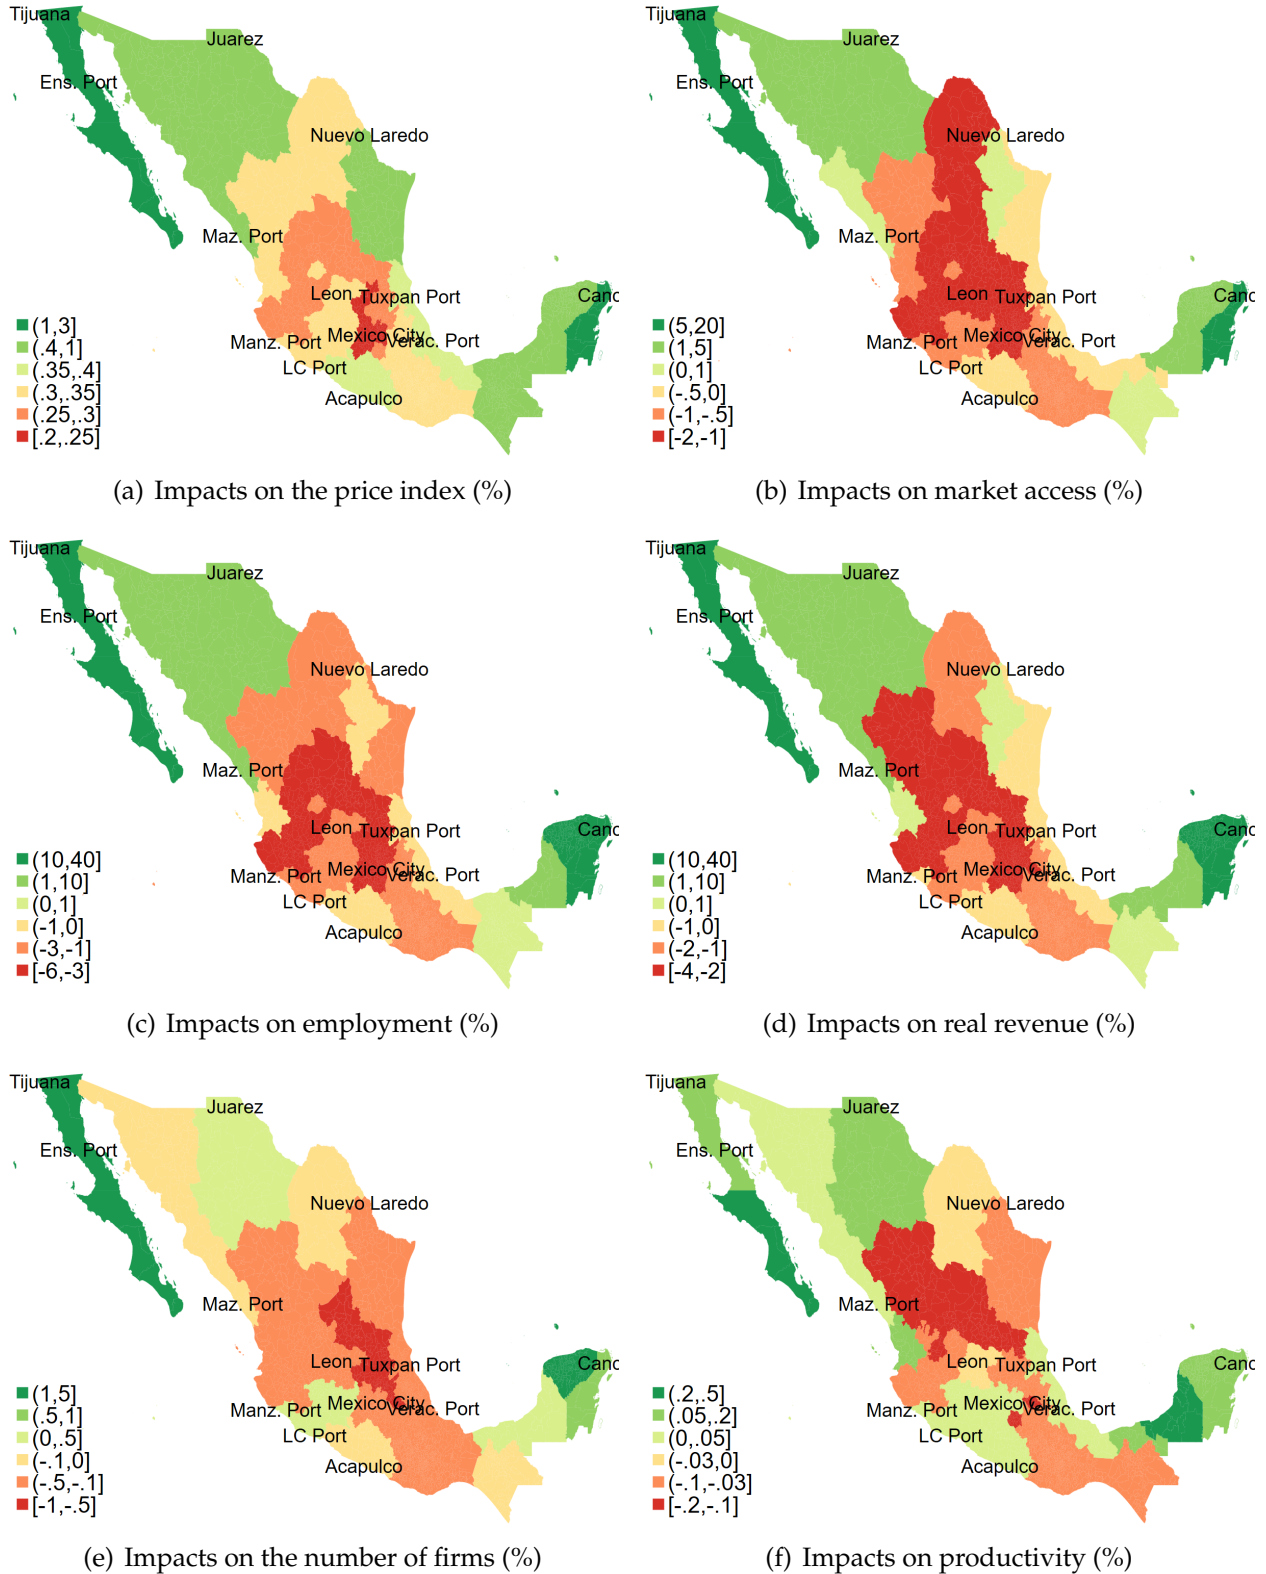 Tijuana
Juarez
Ens. Port
Nuevo Laredo
Maz. Port
Leon
Tuxpan Port
Canc
Mexico City
Manz. Port
Verac. Port
LC Port
Acapulco
(1,3]
(.4,1]
(.35,.4]
(.3,.35]
(.25,.3]
[.2,.25]
(a) Impacts on the price index (%)
Tijuana
Juarez
Ens. Port
Nuevo Laredo
Maz. Port
Leon
Tuxpan Port
Canc
Mexico City
Manz. Port
Verac. Port
LC Port
Acapulco
(5,20]
(1,5]
(0,1]
(-.5,0]
(-1,-.5]
[-2,-1]
(b) Impacts on market access (%)
Tijuana
Juarez
Ens. Port
Nuevo Laredo
Maz. Port
Leon
Tuxpan Port
Canc
Mexico City
Manz. Port
Verac. Port
LC Port
Acapulco
(10,40]
(1,10]
(0,1]
(-1,0]
(-3,-1]
[-6,-3]
(c) Impacts on employment (%)
Tijuana
Juarez
Ens. Port
Nuevo Laredo
Maz. Port
Leon
Tuxpan Port
Canc
Mexico City
Manz. Port
Verac. Port
LC Port
Acapulco
(10,40]
(1,10]
(0,1]
(-1,0]
(-2,-1]
[-4,-2]
(d) Impacts on real revenue (%)
Tijuana
Juarez
Ens. Port
Nuevo Laredo
Maz. Port
Leon
Tuxpan Port
Canc
Mexico City
Manz. Port
Verac. Port
LC Port
Acapulco
(1,5]
(.5,1]
(0,.5]
(-.1,0]
(-.5,-.1]
[-1,-.5]
(e) Impacts on the number of firms (%)
Tijuana
Juarez
Ens. Port
Nuevo Laredo
Maz. Port
Leon
Tuxpan Port
Canc
Mexico City
Manz. Port
Verac. Port
LC Port
Acapulco
(.2,.5]
(.05,.2]
(0,.05]
(-.03,0]
(-.1,-.03]
[-.2,-.1]
(f) Impacts on productivity (%)